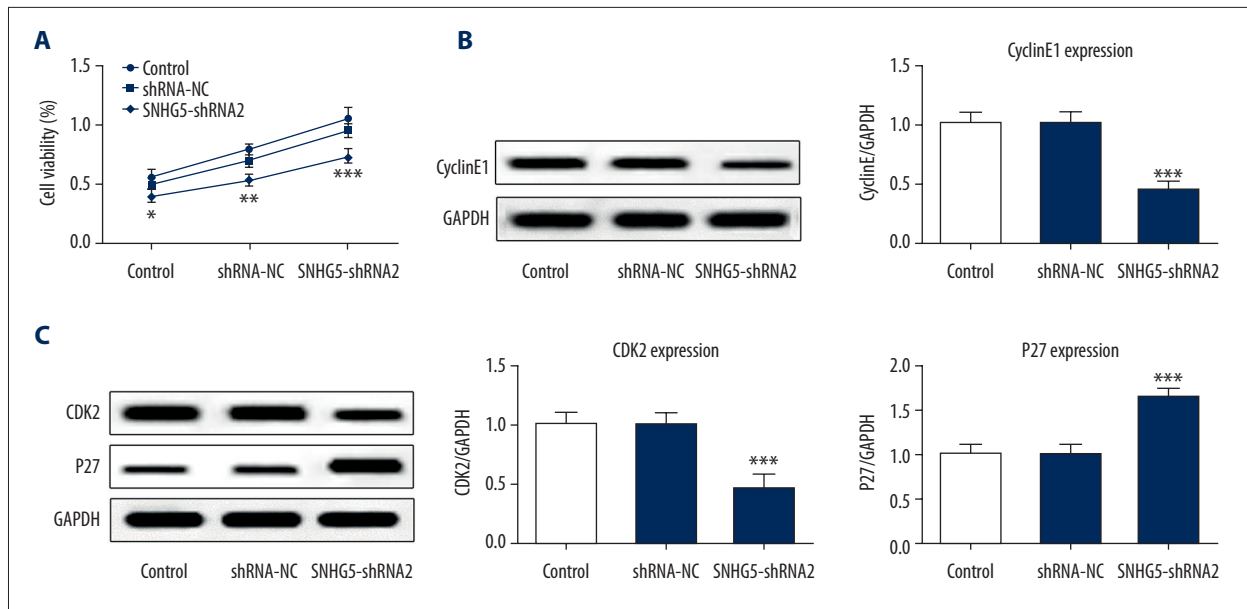 A
Cell viability (%)
1.5
1.0
0.5
0.0
Control
shRNA-NC
SNHG5-shRNA2
*
**
***
Control
shRNA-NC
SNHG5-shRNA2
B
CyclinE1
GAPDH
Control
shRNA-NC
SNHG5-shRNA2
CyclinE1 expression
CyclinE/GAPDH
1.5
1.0
0.5
0.0
***
Control
shRNA-NC
SNHG5-shRNA2
C
CDK2
P27
GAPDH
Control
shRNA-NC
SNHG5-shRNA2
CDK2 expression
CDK2/GAPDH
1.5
1.0
0.5
0.0
***
Control
shRNA-NC
SNHG5-shRNA2
P27 expression
P27/GAPDH
2.0
1.5
1.0
0.5
0.0
***
Control
shRNA-NC
SNHG5-shRNA2